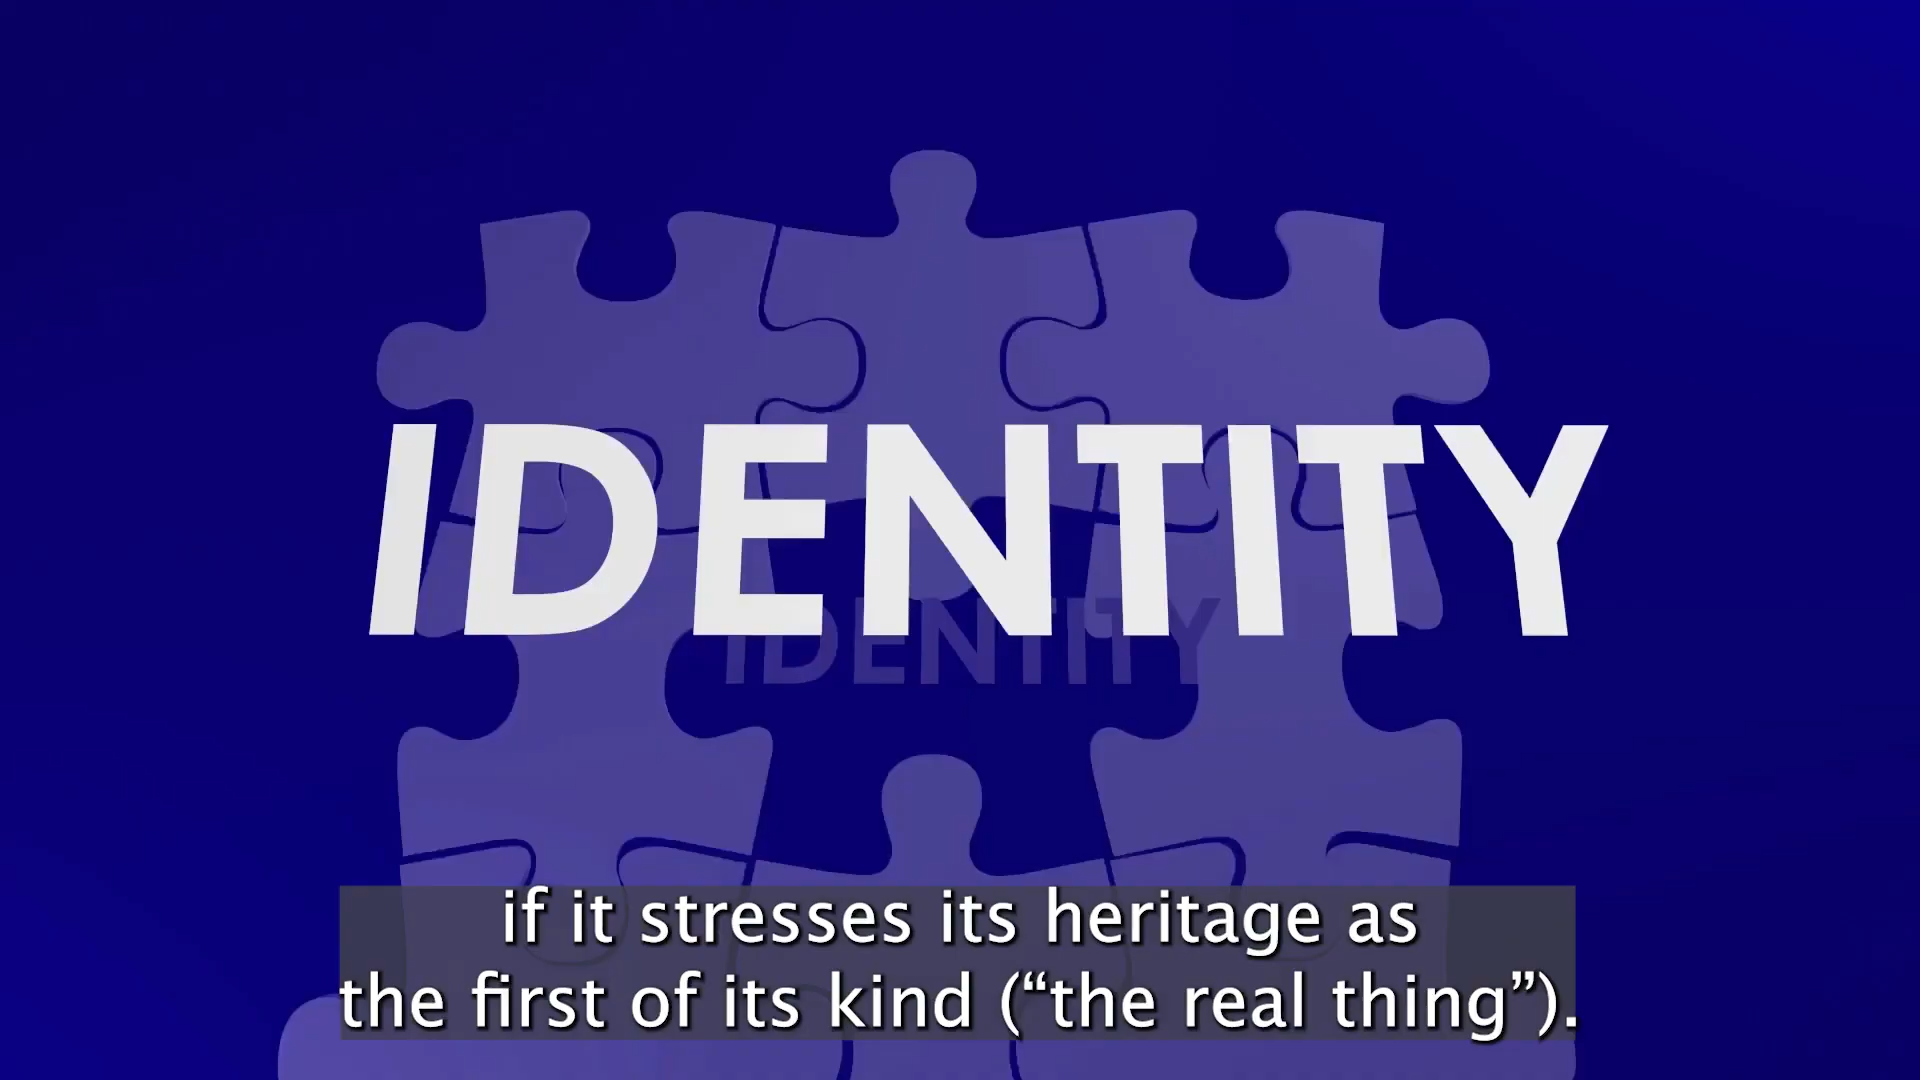 IDENTITY
IDENTITY
if it stresses its heritage as
the first of its kind (“the real thing”).